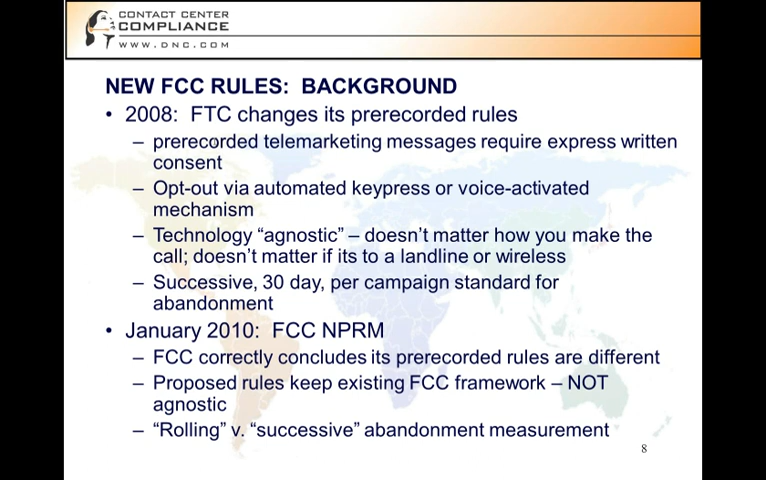 CONTACT CENTER
COMPLIANCE
WWW.DNC.COM
NEW FCC RULES: BACKGROUND
• 2008: FTC changes its prerecorded rules
– prerecorded telemarketing messages require express written
consent
– Opt-out via automated keypress or voice-activated
mechanism
– Technology “agnostic” – doesn’t matter how you make the
call; doesn’t matter if its to a landline or wireless
– Successive, 30 day, per campaign standard for
abandonment
• January 2010: FCC NPRM
– FCC correctly concludes its prerecorded rules are different
– Proposed rules keep existing FCC framework – NOT
agnostic
– “Rolling” v. “successive” abandonment measurement
8